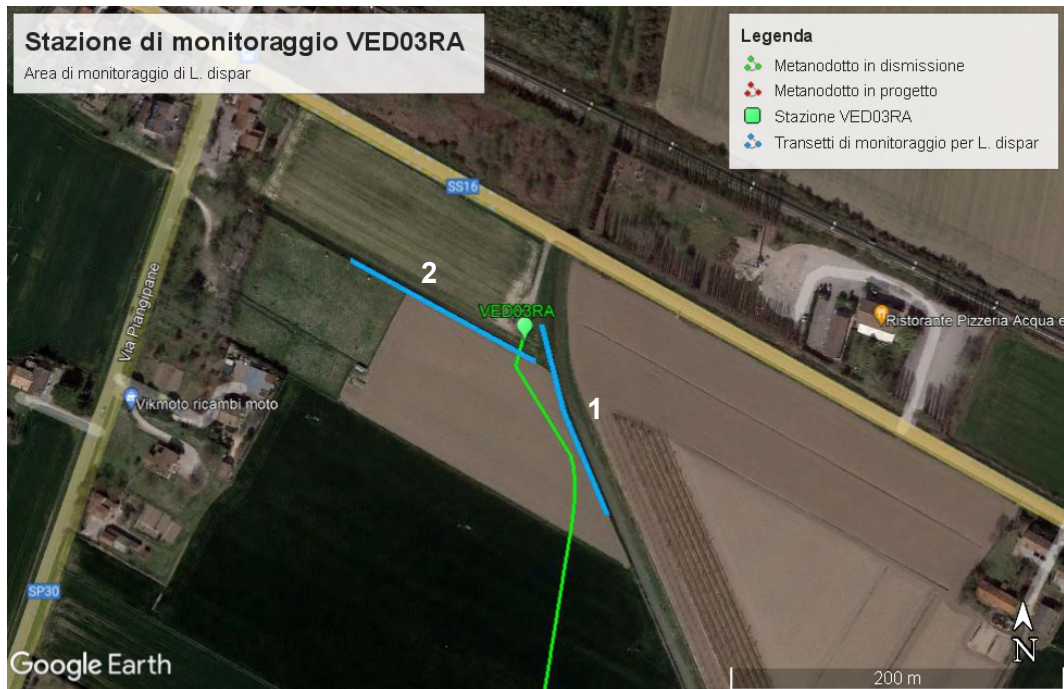 Stazione di monitoraggio VED03RA
Area di monitoraggio di L. dispar
Legenda
Metanodotto in dismissione
Metanodotto in progetto
Stazione VED03RA
Transetti di monitoraggio per L. dispar
SS16
2
VED03RA
Via Piangipane
Ristorante Pizzeria Acqua e
1
Vikmoto ricambi moto
SP30
N
Google Earth
200 m